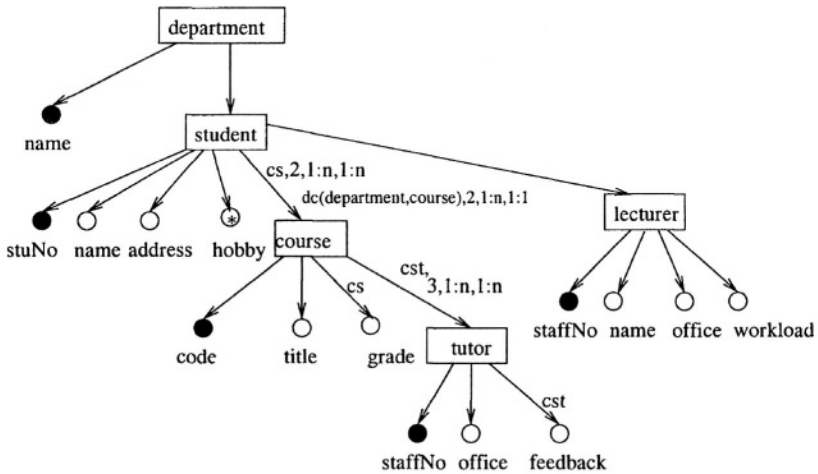 department
name
student
cs,2,1:n,1:n
dc(department,course),2,1:n,1:1
lecturer
stuNo name address hobby
*
course
cst,
3,1:n,1:n
cs
staffNo name office workload
code title grade
tutor
cst
staffNo office feedback